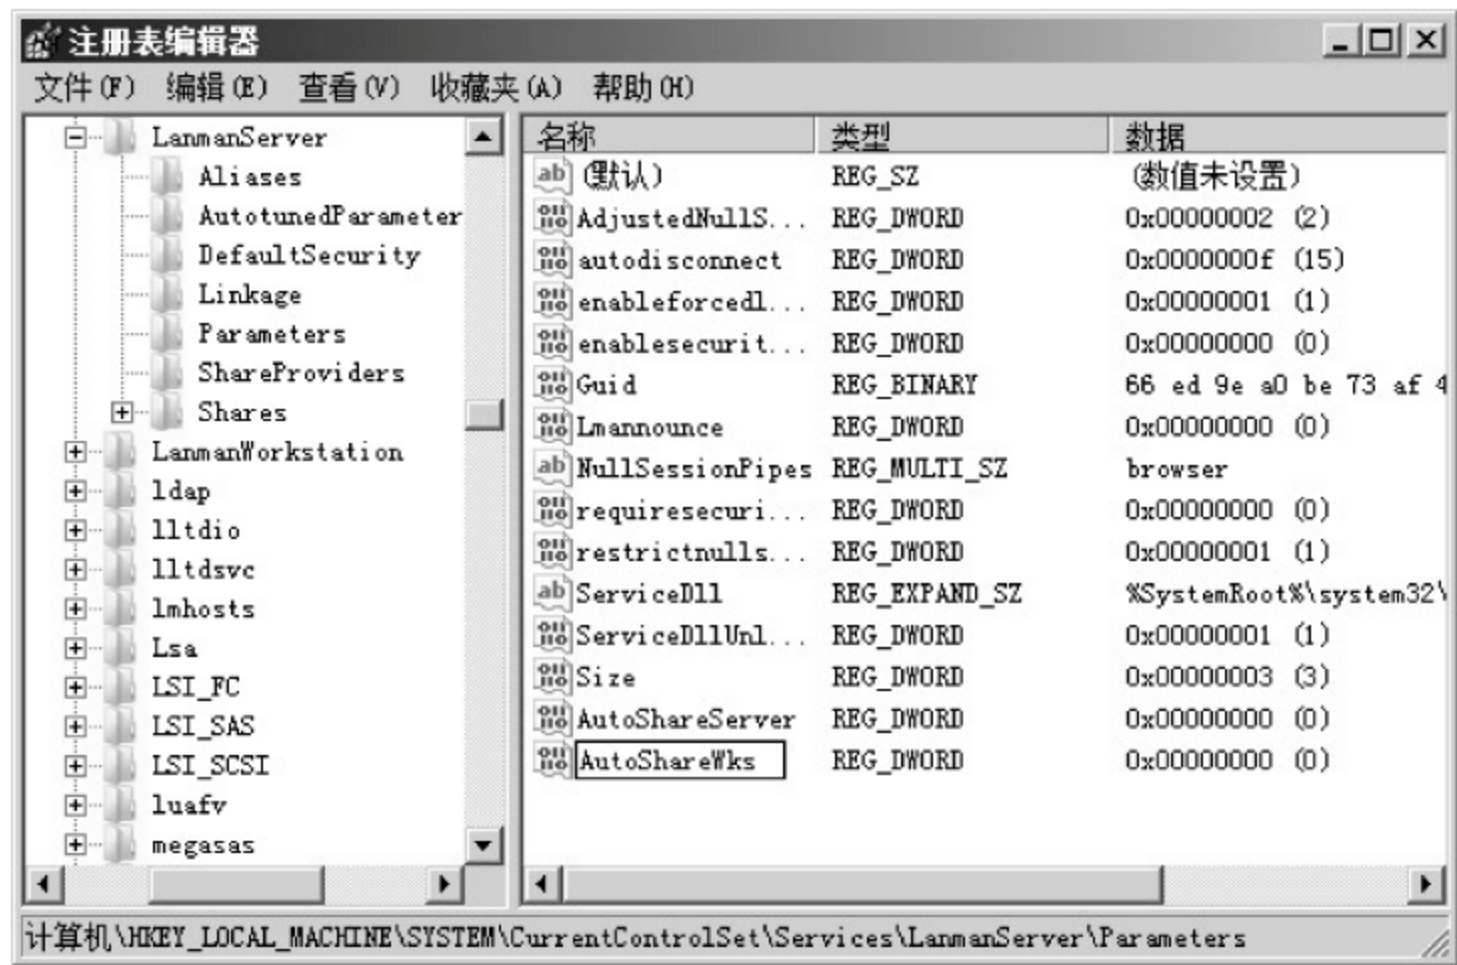 注册表编辑器
文件(F) 编辑(E) 查看(V) 收藏夹(A) 帮助(H)
LanmanServer
Aliases
AutotunedParameter
DefaultSecurity
Linkage
Parameters
ShareProviders
Shares
LanmanWorkstation
ldap
lltdio
lltdsvc
lmhosts
Lsa
LSI_FC
LSI_SAS
LSI_SCSI
luafv
megasas
名称 类型 数据
(默认) REG_SZ (数值未设置)
AdjustedNullS... REG_DWORD 0x00000002 (2)
autodisconnect REG_DWORD 0x0000000f (15)
enableforcedl... REG_DWORD 0x00000001 (1)
enablesecurit... REG_DWORD 0x00000000 (0)
Guid REG_BINARY 66 ed 9e a0 be 73 af 4
Lmannounce REG_DWORD 0x00000000 (0)
NullSessionPipes REG_MULTI_SZ browser
requiresecuri... REG_DWORD 0x00000000 (0)
restrictnulls... REG_DWORD 0x00000001 (1)
ServiceDll REG_EXPAND_SZ %SystemRoot%\system32\
ServiceDllUnl... REG_DWORD 0x00000001 (1)
Size REG_DWORD 0x00000003 (3)
AutoShareServer REG_DWORD 0x00000000 (0)
AutoShareWks REG_DWORD 0x00000000 (0)
计算机\HKEY_LOCAL_MACHINE\SYSTEM\CurrentControlSet\Services\LanmanServer\Parameters